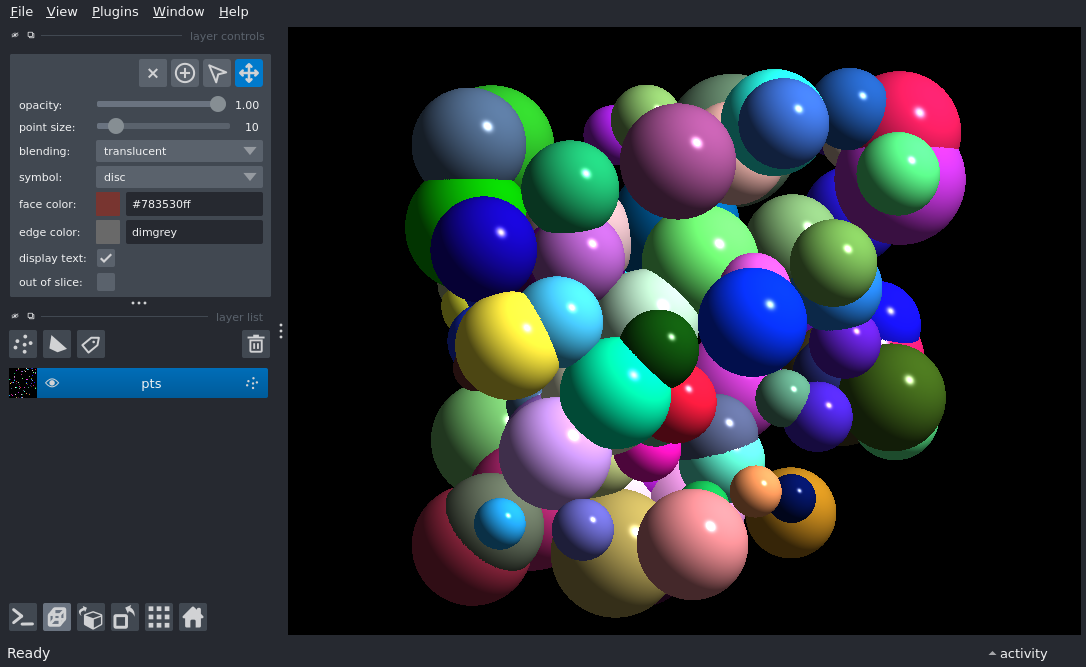 File View Plugins Window Help
layer controls
opacity: 1.00
point size: 10
blending: translucent
symbol: disc
face color: #783530ff
edge color: dimgrey
display text:
out of slice:
layer list
pts
Ready
activity